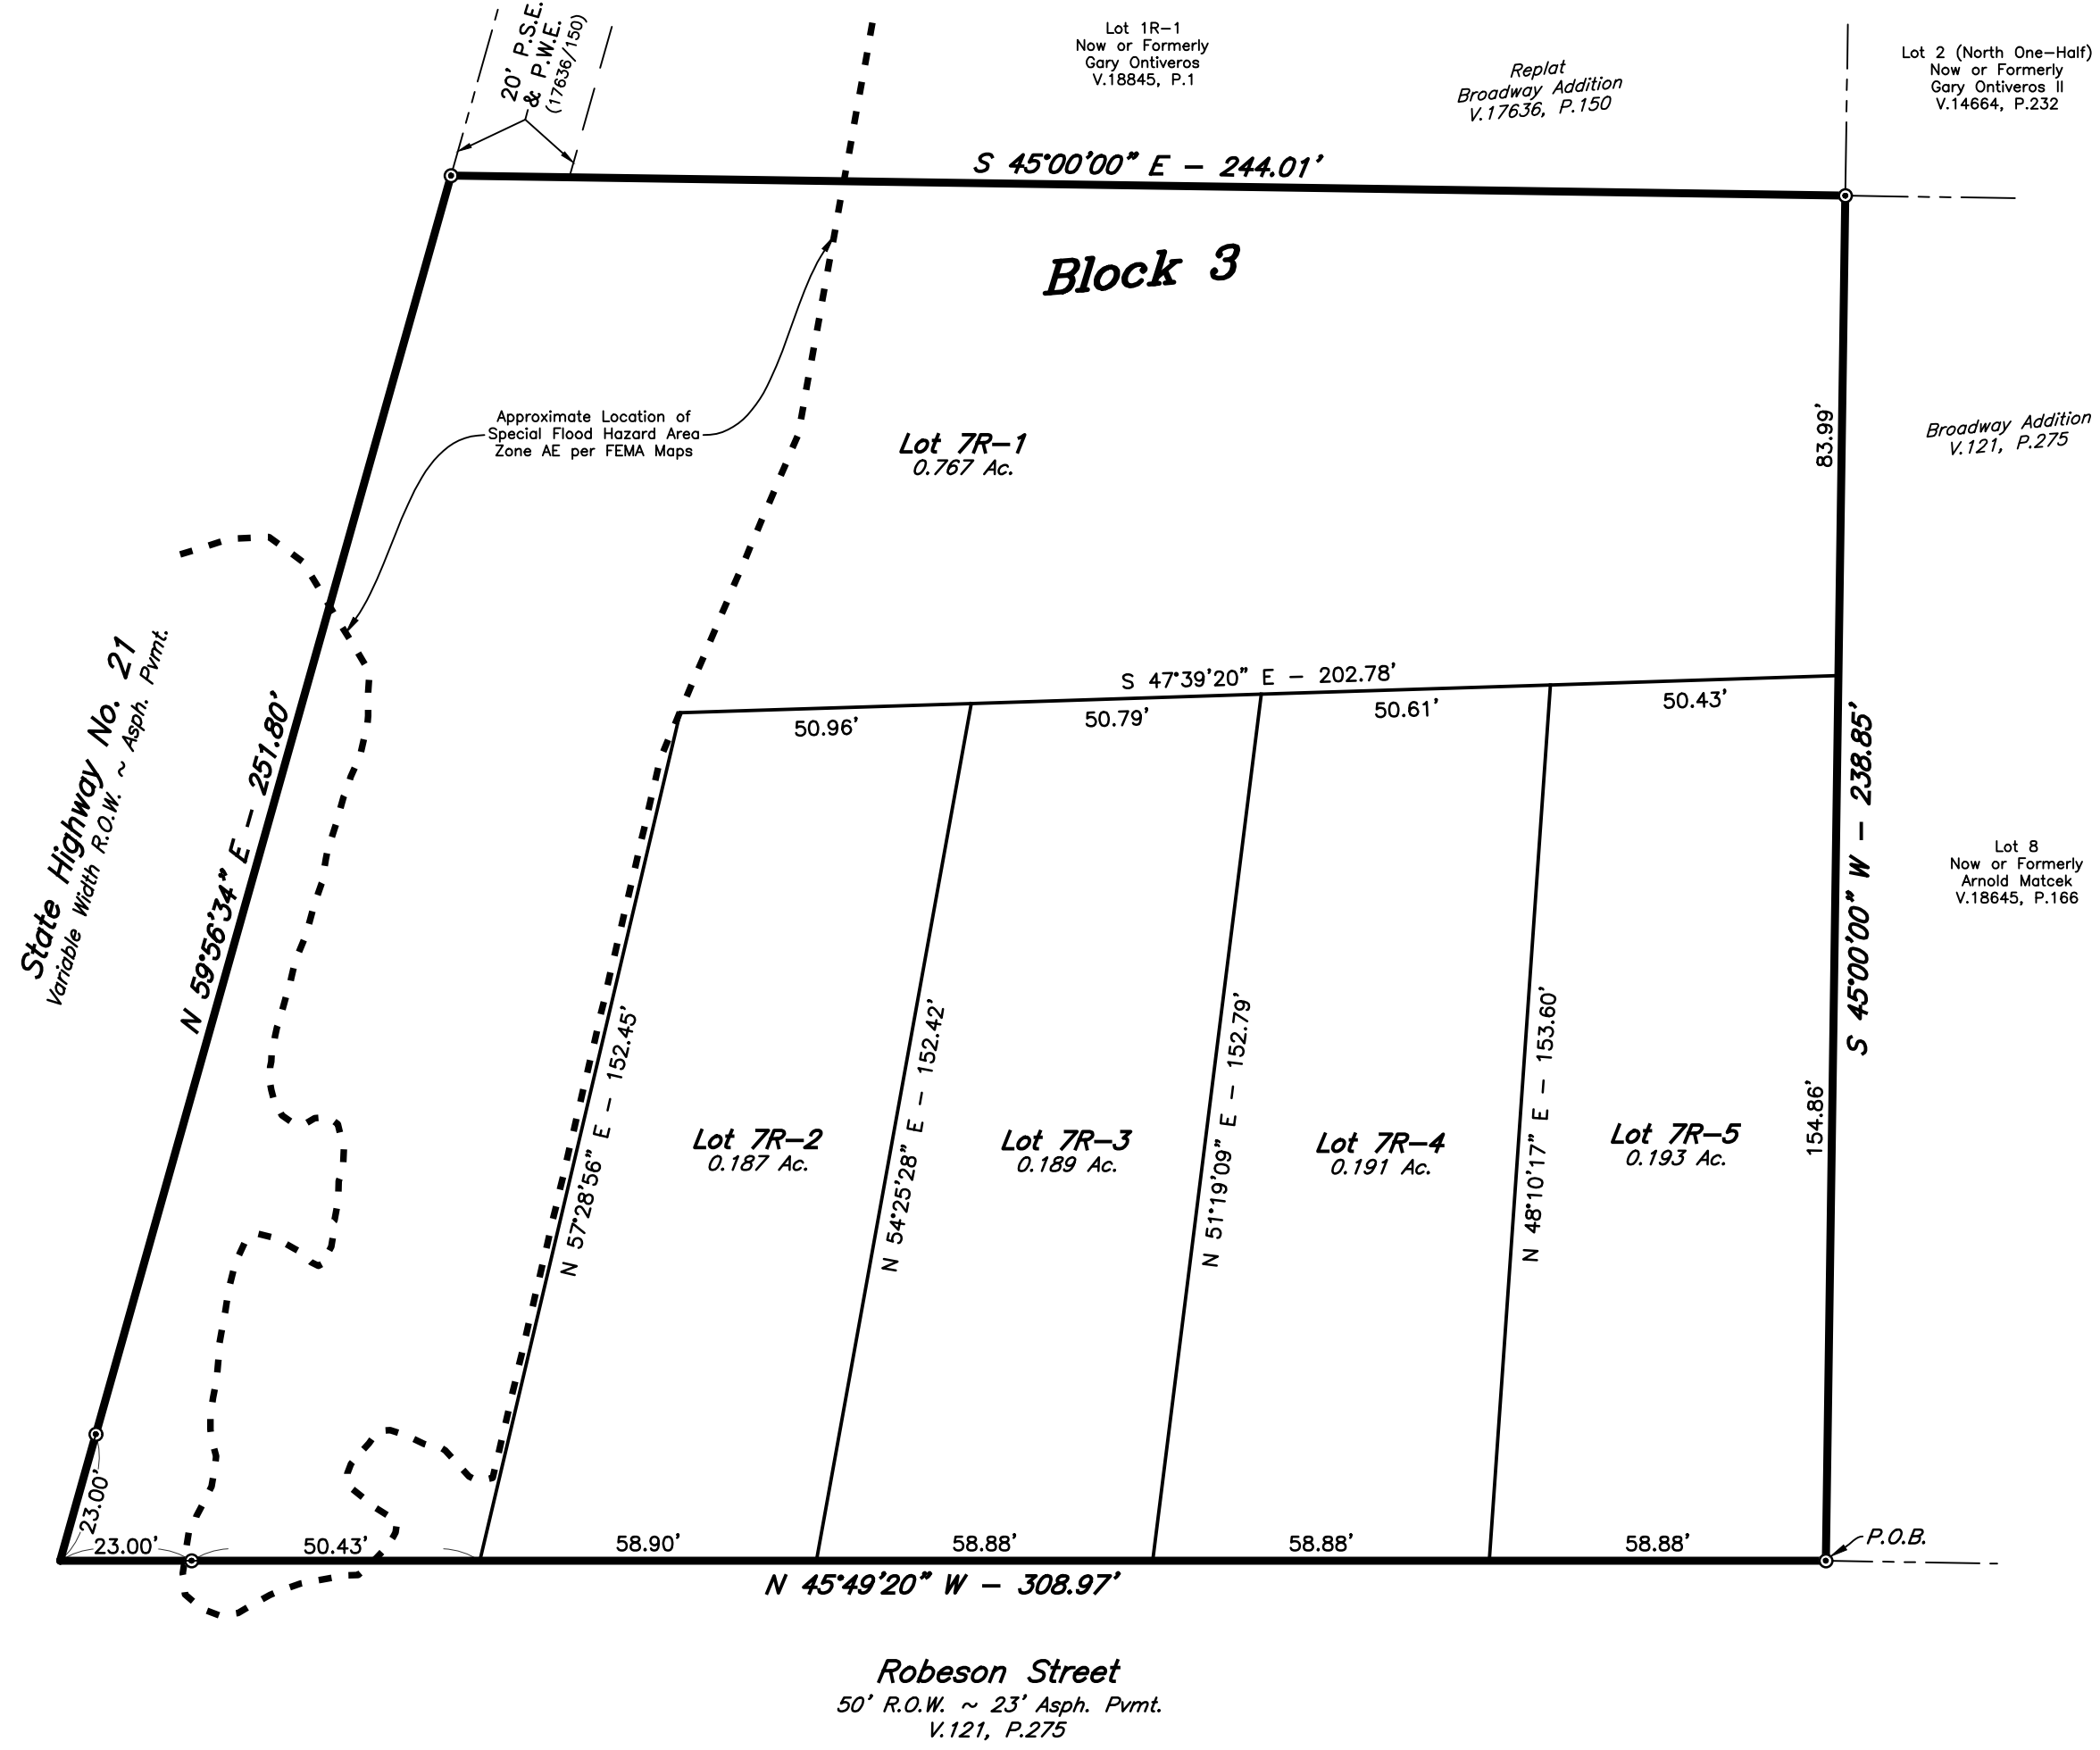 20' P.S.E.
& P.W.E.
(17636/150)
Lot 1R-1
Now or Formerly
Gary Ontiveros
V.18845, P.1
Replat
Broadway Addition
V.17636, P.150
Lot 2 (North One-Half)
Now or Formerly
Gary Ontiveros II
V.14664, P.232
S 45°00'00" E - 244.01'
Block 3
Approximate Location of
Special Flood Hazard Area
Zone AE per FEMA Maps
Lot 7R-1
0.767 Ac.
83.99'
Broadway Addition
V.121, P.275
State Highway No. 21
Variable Width R.O.W. ~ Asph. Pvmt.
N 59°56'34" E - 251.80'
S 47°39'20" E - 202.78'
50.96'
50.79'
50.61'
50.43'
S 45°00'00" W - 238.85'
Lot 8
Now or Formerly
Arnold Matcek
V.18645, P.166
N 57°28'56" E - 152.45'
N 54°25'28" E - 152.42'
N 51°19'09" E - 152.79'
N 48°10'17" E - 153.60'
154.86'
Lot 7R-2
0.187 Ac.
Lot 7R-3
0.189 Ac.
Lot 7R-4
0.191 Ac.
Lot 7R-5
0.193 Ac.
23.00'
23.00'
50.43'
58.90'
58.88'
58.88'
58.88'
P.O.B.
N 45°49'20" W - 308.97'
Robeson Street
50' R.O.W. ~ 23' Asph. Pvmt.
V.121, P.275